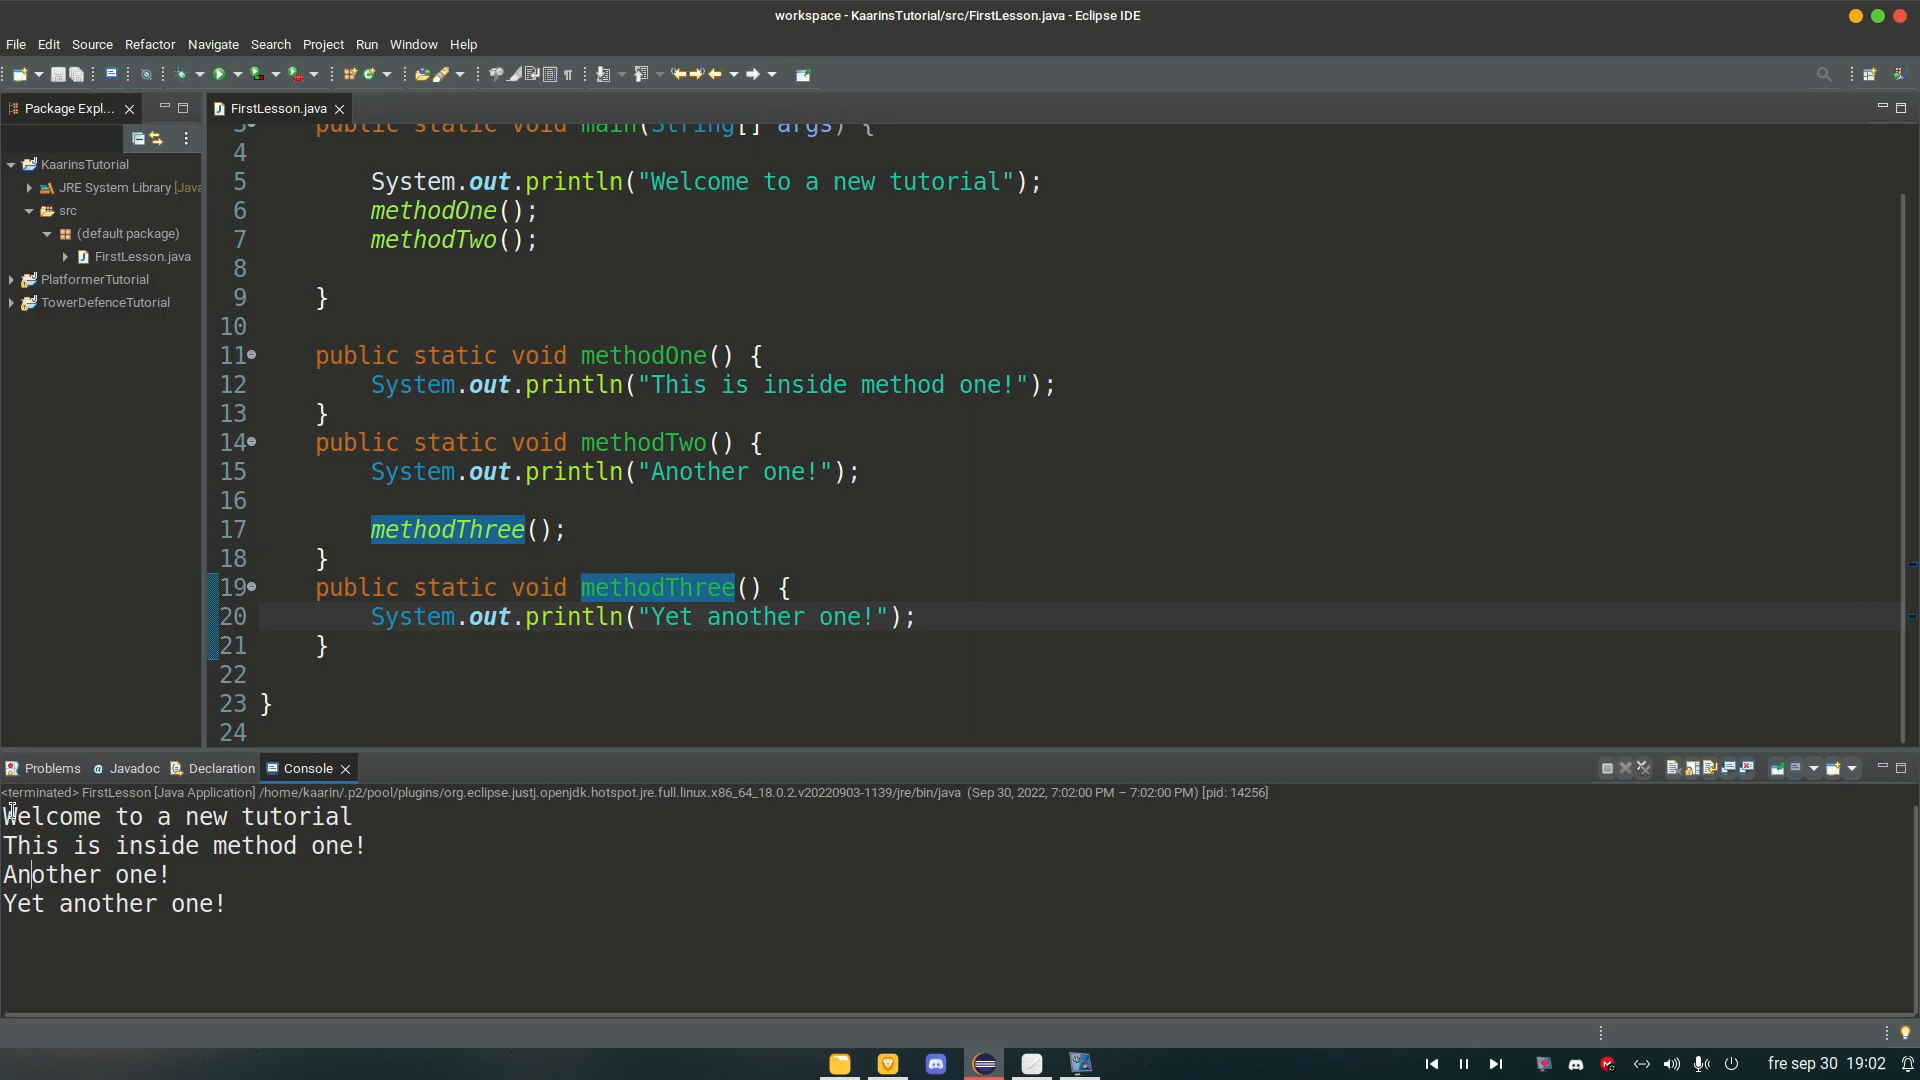 workspace - KaarinsTutorial/src/FirstLesson.java - Eclipse IDE
File Edit Source Refactor Navigate Search Project Run Window Help
Package Expl...
FirstLesson.java
KaarinsTutorial
JRE System Library [Java
src
(default package)
FirstLesson.java
PlatformerTutorial
TowerDefenceTutorial
3 public static void main(String[] args) {
4
5 System.out.println("Welcome to a new tutorial");
6 methodOne();
7 methodTwo();
8
9 }
10
11 public static void methodOne() {
12 System.out.println("This is inside method one!");
13 }
14 public static void methodTwo() {
15 System.out.println("Another one!");
16
17 methodThree();
18 }
19 public static void methodThree() {
20 System.out.println("Yet another one!");
21 }
22
23 }
24
Problems Javadoc Declaration Console
<terminated> FirstLesson [Java Application] /home/kaarin/.p2/pool/plugins/org.eclipse.justj.openjdk.hotspot.jre.full.linux.x86_64_18.0.2.v20220903-1139/jre/bin/java (Sep 30, 2022, 7:02:00 PM – 7:02:00 PM) [pid: 14256]
Welcome to a new tutorial
This is inside method one!
Another one!
Yet another one!
fre sep 30 19:02